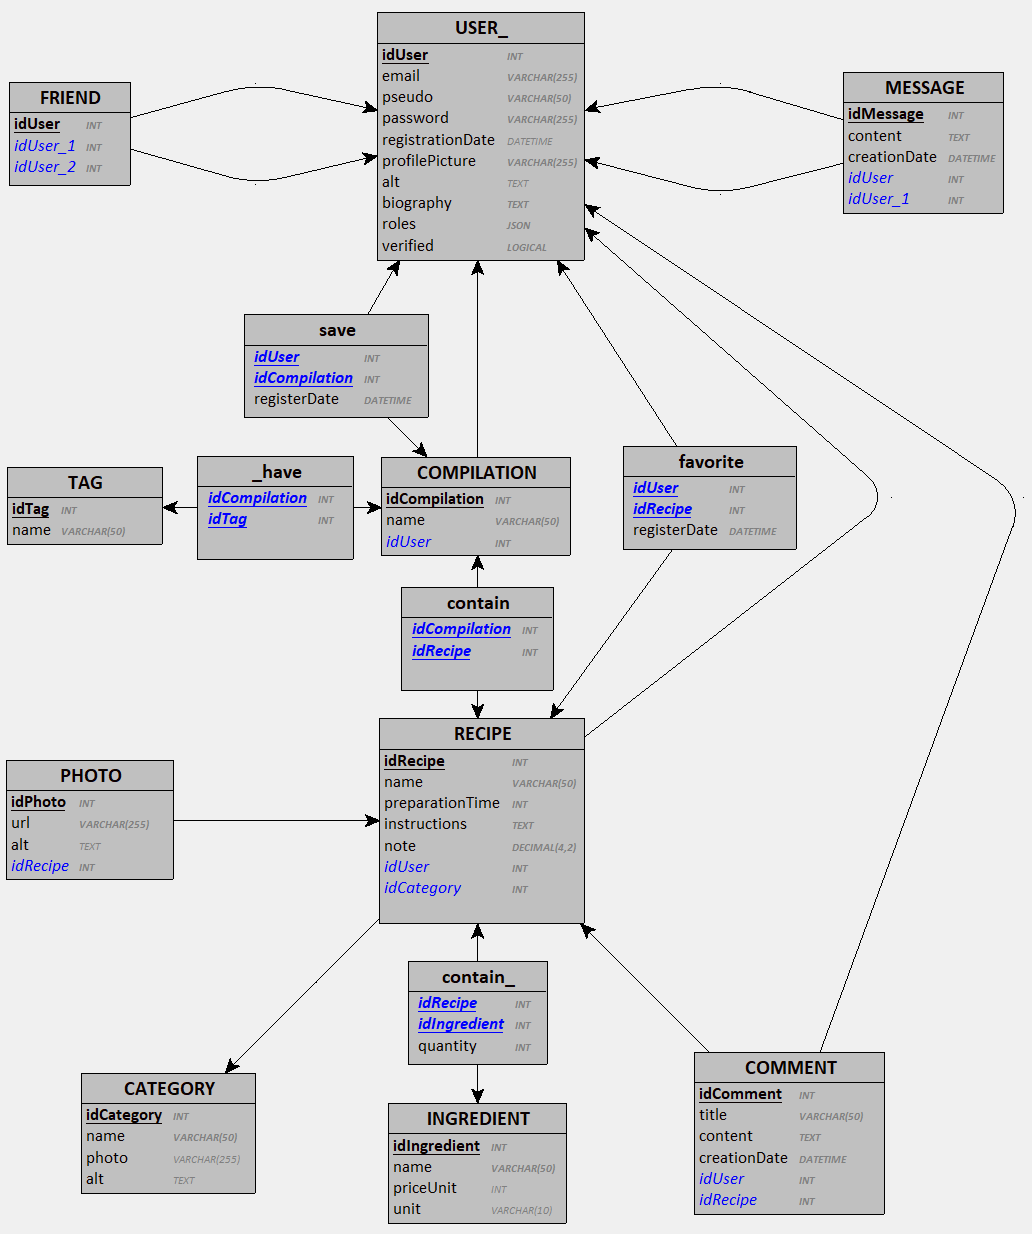 USER_
idUser INT
email VARCHAR(255)
pseudo VARCHAR(50)
password VARCHAR(255)
registrationDate DATETIME
profilePicture VARCHAR(255)
alt TEXT
biography TEXT
roles JSON
verified LOGICAL
FRIEND
idUser INT
idUser_1 INT
idUser_2 INT
MESSAGE
idMessage INT
content TEXT
creationDate DATETIME
idUser INT
idUser_1 INT
save
idUser INT
idCompilation INT
registerDate DATETIME
TAG
idTag INT
name VARCHAR(50)
_have
idCompilation INT
idTag INT
COMPILATION
idCompilation INT
name VARCHAR(50)
idUser INT
favorite
idUser INT
idRecipe INT
registerDate DATETIME
contain
idCompilation INT
idRecipe INT
RECIPE
idRecipe INT
name VARCHAR(50)
preparationTime INT
instructions TEXT
note DECIMAL(4,2)
idUser INT
idCategory INT
PHOTO
idPhoto INT
url VARCHAR(255)
alt TEXT
idRecipe INT
contain_
idRecipe INT
idIngredient INT
quantity INT
CATEGORY
idCategory INT
name VARCHAR(50)
photo VARCHAR(255)
alt TEXT
INGREDIENT
idIngredient INT
name VARCHAR(50)
priceUnit INT
unit VARCHAR(10)
COMMENT
idComment INT
title VARCHAR(50)
content TEXT
creationDate DATETIME
idUser INT
idRecipe INT